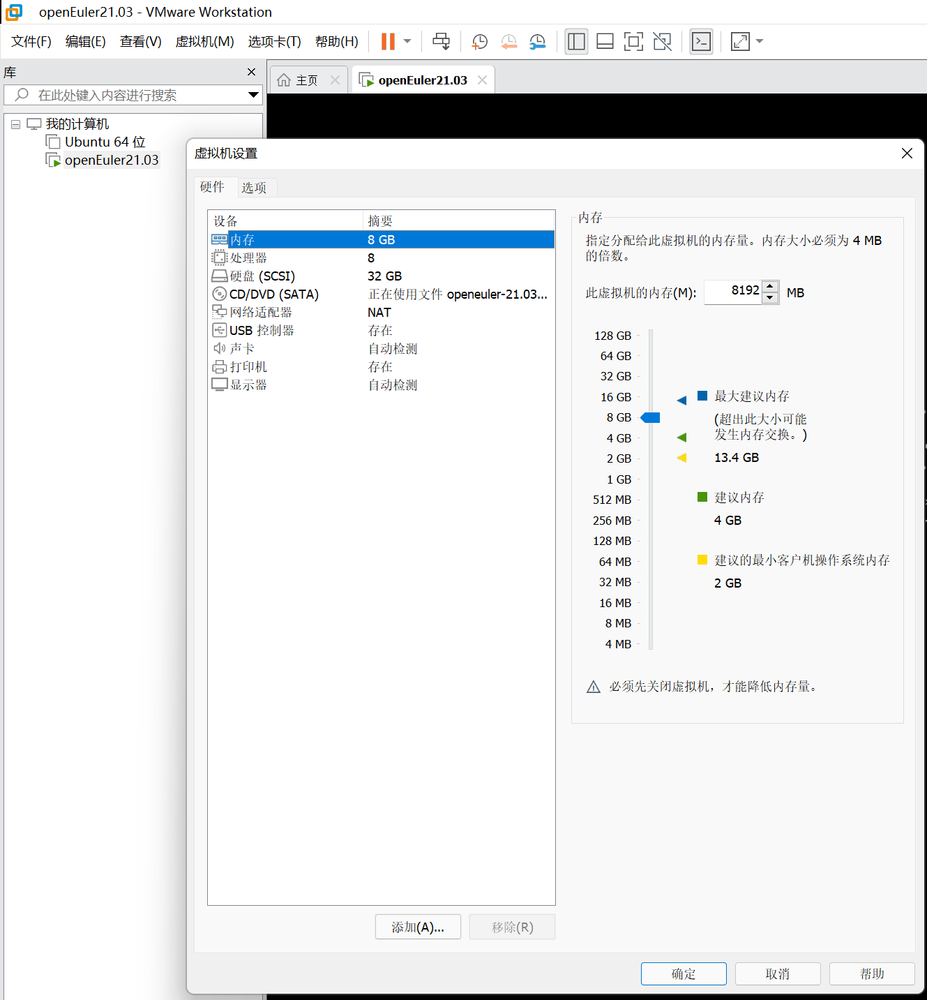 openEuler21.03 - VMware Workstation
文件(F) 编辑(E) 查看(V) 虚拟机(M) 选项卡(T) 帮助(H)
库
在此处键入内容进行搜索
我的计算机
Ubuntu 64 位
openEuler21.03
主页
openEuler21.03
虚拟机设置
硬件 选项
设备 摘要
内存 8 GB
处理器 8
硬盘 (SCSI) 32 GB
CD/DVD (SATA) 正在使用文件 openeuler-21.03...
网络适配器 NAT
USB 控制器 存在
声卡 自动检测
打印机 存在
显示器 自动检测
添加(A)... 移除(R)
内存
指定分配给此虚拟机的内存量。内存大小必须为 4 MB
的倍数。
此虚拟机的内存(M): 8192 MB
128 GB
64 GB
32 GB
16 GB
8 GB
4 GB
2 GB
1 GB
512 MB
256 MB
128 MB
64 MB
32 MB
16 MB
8 MB
4 MB
最大建议内存
(超出此大小可能
发生内存交换。)
13.4 GB
建议内存
4 GB
建议的最小客户机操作系统内存
2 GB
必须先关闭虚拟机，才能降低内存量。
确定 取消 帮助